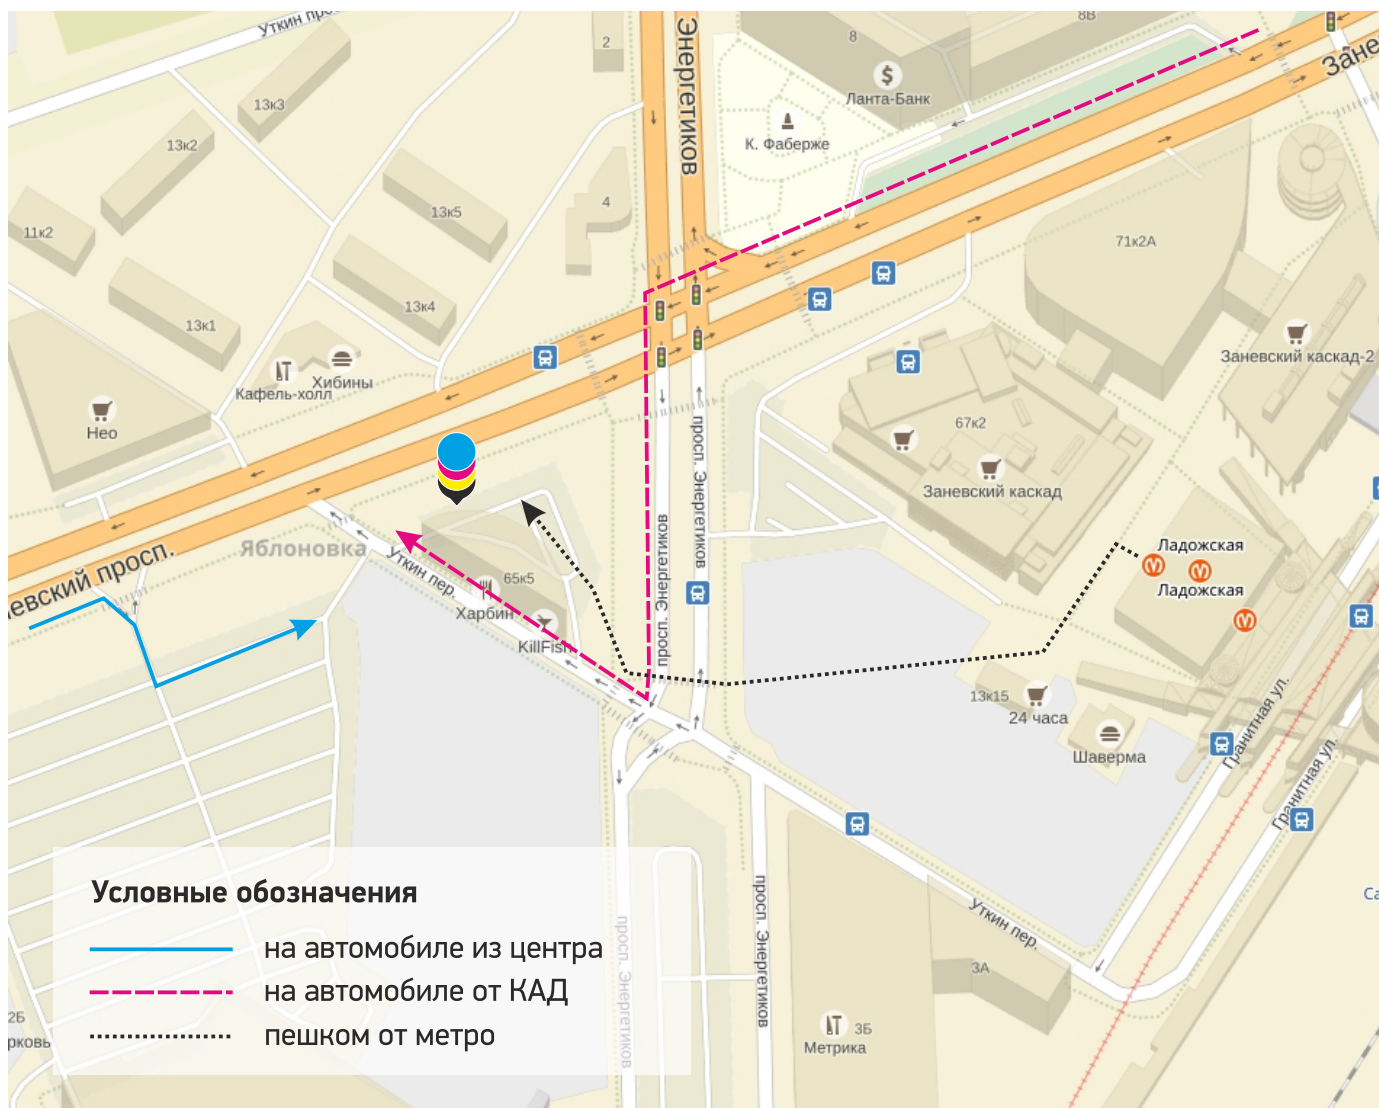 Уткин
Энергетиков
2
8
8В
Ланта-Банк
Зане
13к3
13к2
К. Фаберже
11к2
13к5
4
71к2А
13к4
13к1
Хибины
Кафель-холл
Заневский каскад-2
Нео
67к2
просп. Энергетиков
Заневский каскад
Яблоновка
евский просп.
Уткин пер.
65к5
Харбин
KillFish
просп. Энергетиков
Ладожская
Ладожская
13к15
24 часа
Шаверма
Гранитная ул.
Гранитная ул.
Условные обозначения
на автомобиле из центра
на автомобиле от КАД
пешком от метро
просп. Энергетиков
просп. Энергетиков
Уткин пер.
Са
3А
2Б
рковь
3Б
Метрика